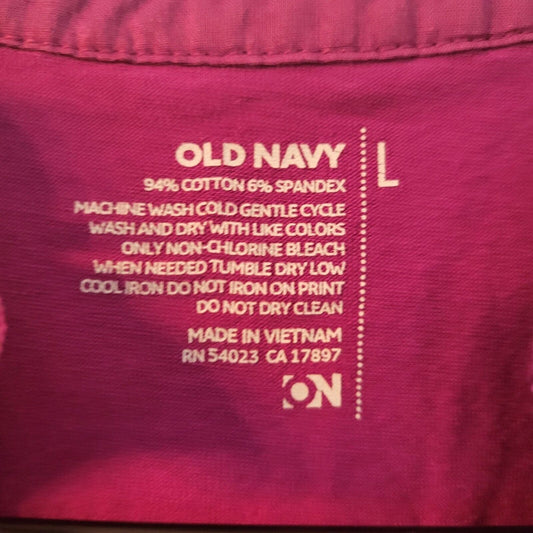 OLD NAVY
L
94% COTTON 6% SPANDEX
MACHINE WASH COLD GENTLE CYCLE
WASH AND DRY WITH LIKE COLORS
ONLY NON-CHLORINE BLEACH
WHEN NEEDED TUMBLE DRY LOW
COOL IRON DO NOT IRON ON PRINT
DO NOT DRY CLEAN
MADE IN VIETNAM
RN 54023 CA 17897
ON